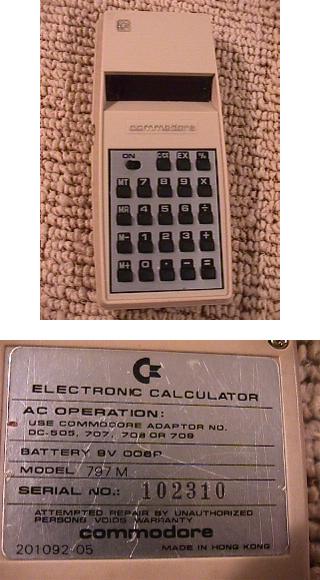 commodore
ON C/CE EX %
MT 7 8 9 X
MR 4 5 6 ÷
M- 1 2 3 +
M+ 0 . - =
ELECTRONIC CALCULATOR
AC OPERATION:
USE COMMODORE ADAPTOR NO.
DC-505, 707, 708 OR 709
BATTERY 9V 006P
MODEL 797M
SERIAL NO.: 102310
ATTEMPTED REPAIR BY UNAUTHORIZED
PERSONS VOIDS WARRANTY
commodore
201092-05 MADE IN HONG KONG